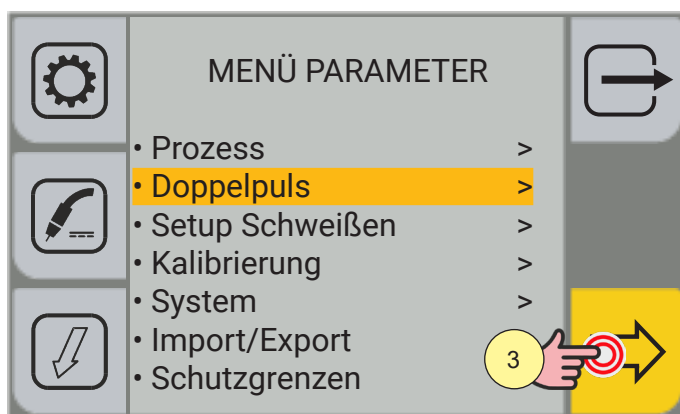 MENÜ PARAMETER
• Prozess >
• Doppelpuls >
• Setup Schweißen >
• Kalibrierung >
• System >
• Import/Export
• Schutzgrenzen
3